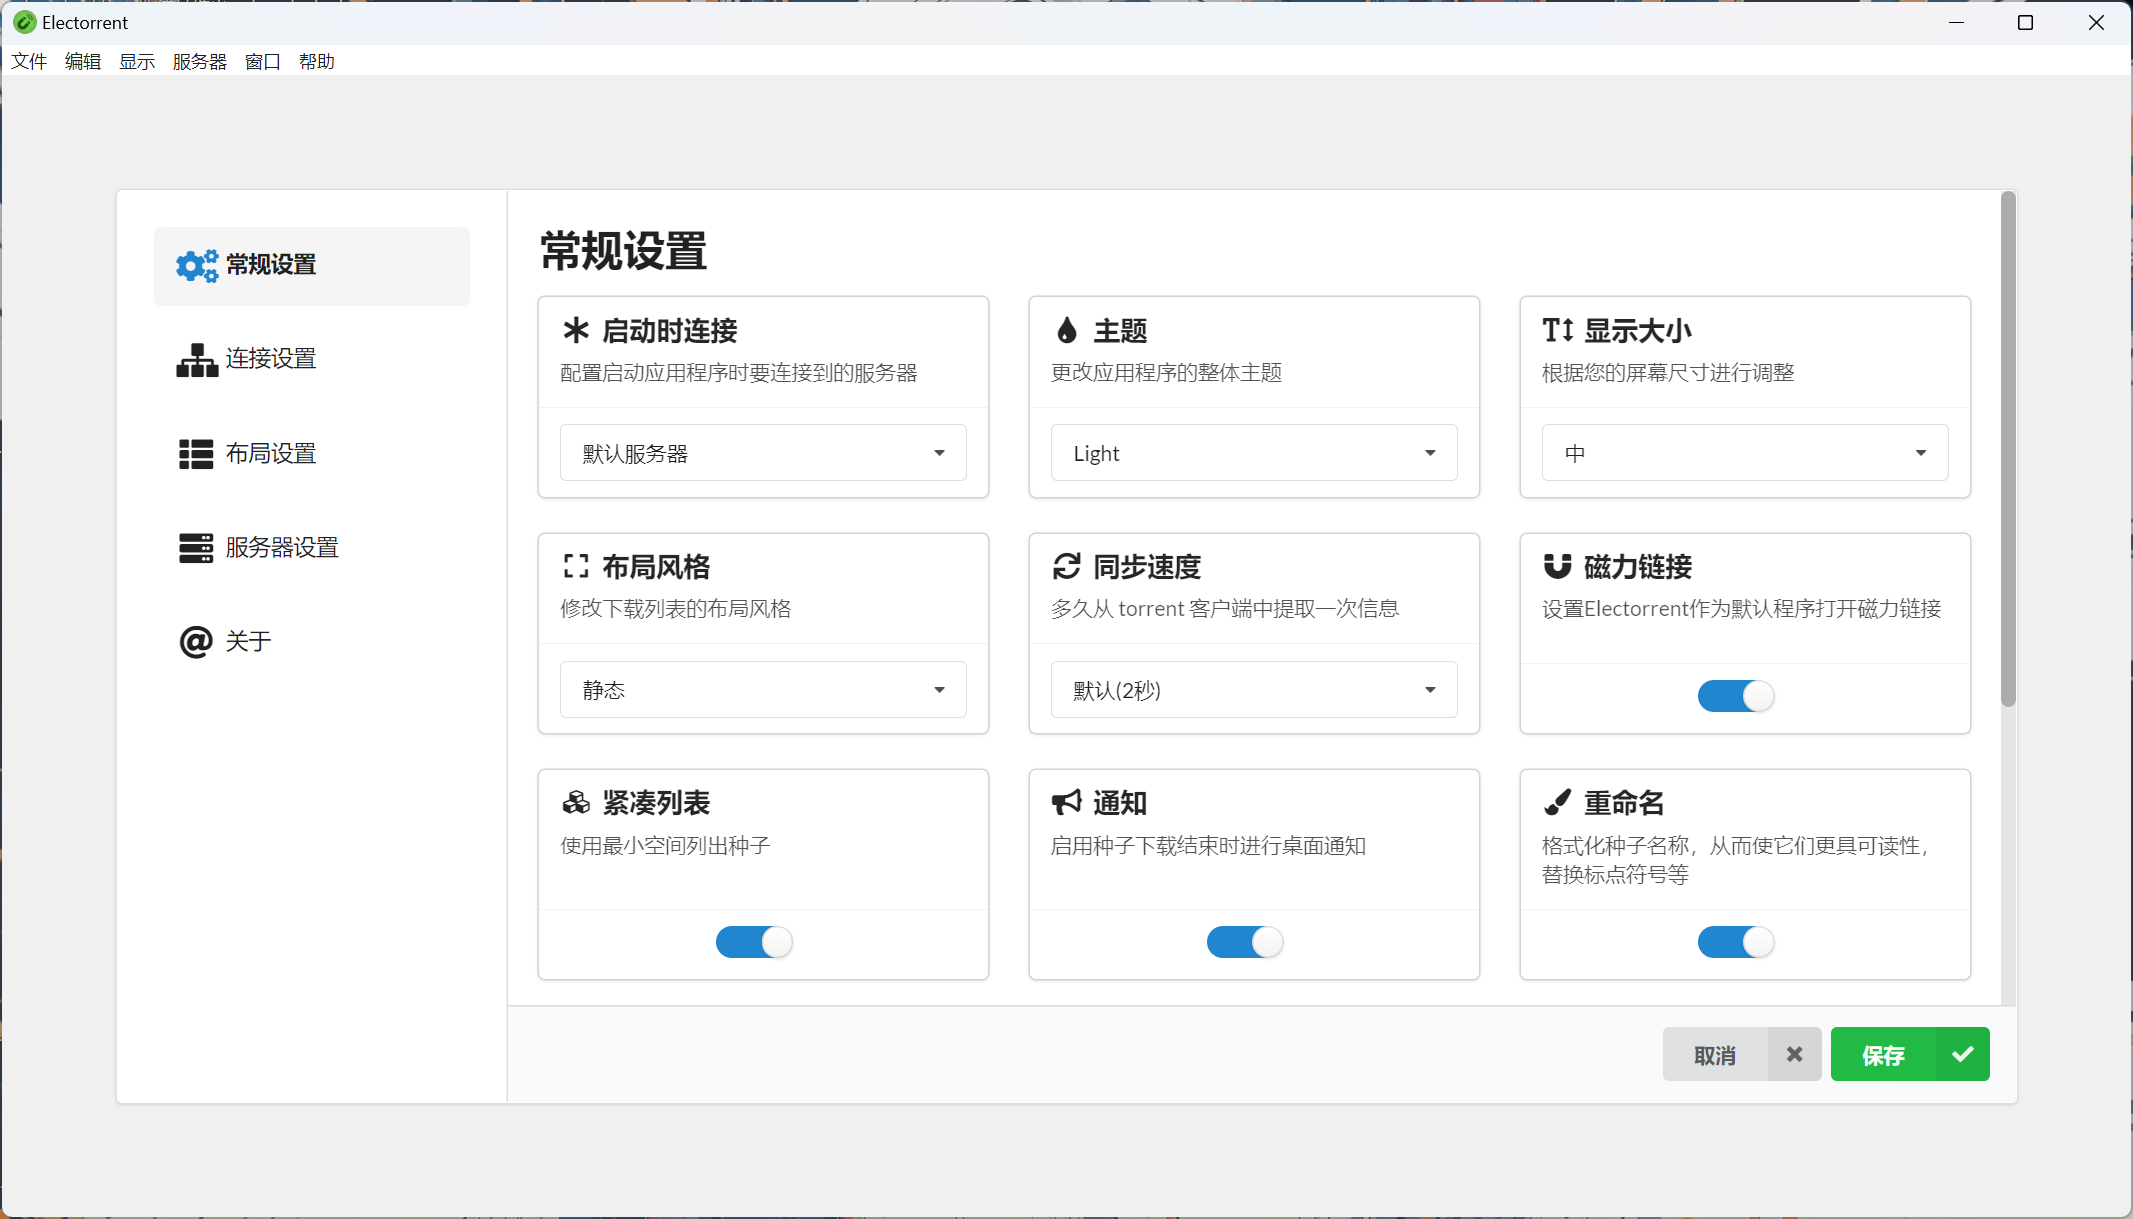 Electorrent
文件 编辑 显示 服务器 窗口 帮助
常规设置
连接设置
布局设置
服务器设置
关于
常规设置
启动时连接
配置启动应用程序时要连接到的服务器
默认服务器
主题
更改应用程序的整体主题
Light
显示大小
根据您的屏幕尺寸进行调整
中
布局风格
修改下载列表的布局风格
静态
同步速度
多久从 torrent 客户端中提取一次信息
默认(2秒)
磁力链接
设置Electorrent作为默认程序打开磁力链接
紧凑列表
使用最小空间列出种子
通知
启用种子下载结束时进行桌面通知
重命名
格式化种子名称，从而使它们更具可读性，
替换标点符号等
取消
保存